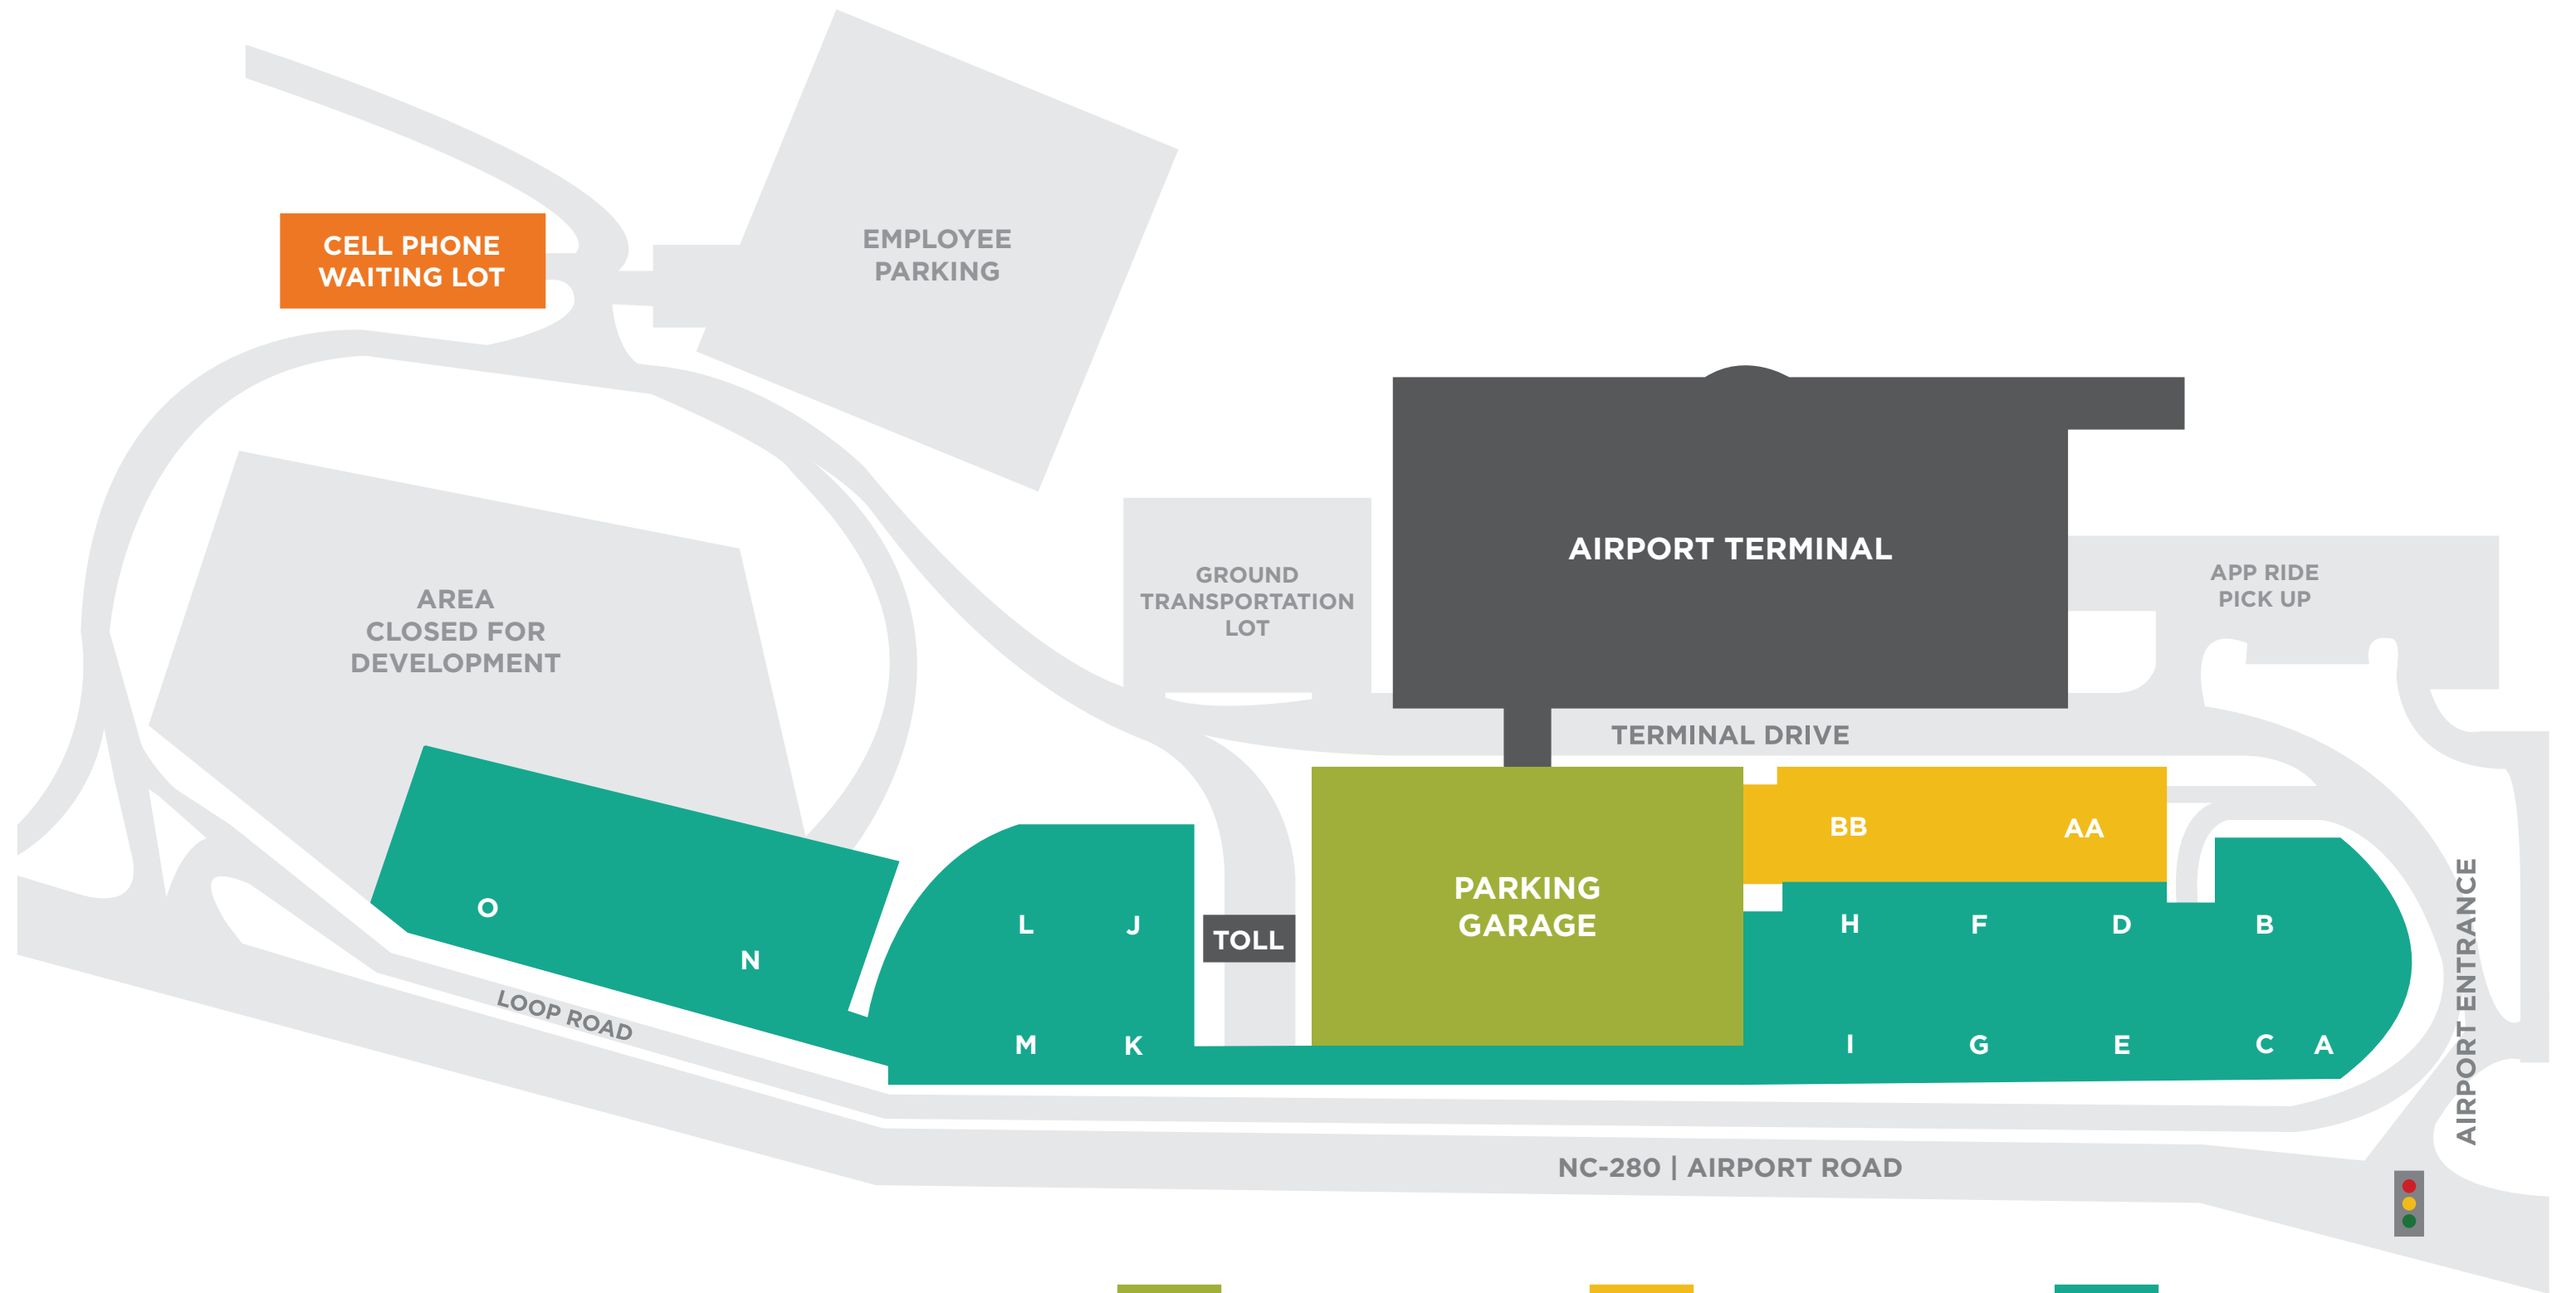 CELL PHONE
WAITING LOT
EMPLOYEE
PARKING
AIRPORT TERMINAL
GROUND
TRANSPORTATION
LOT
APP RIDE
PICK UP
AREA
CLOSED FOR
DEVELOPMENT
TERMINAL DRIVE
BB
AA
PARKING
GARAGE
O
N
L
J
TOLL
H
F
D
B
M
K
I
G
E
C
A
LOOP ROAD
AIRPORT ENTRANCE
NC-280 | AIRPORT ROAD